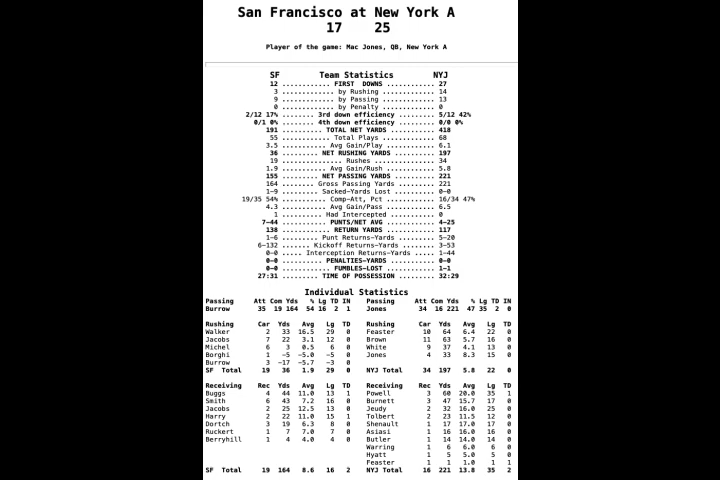 San Francisco at New York A
17 25
Player of the game: Mac Jones, QB, New York A
SF Team Statistics NYJ
12 ............ FIRST DOWNS ............ 27
3 ............ by Rushing ............ 14
9 ............ by Passing ............ 13
0 ............ by Penalty ............ 0
2/12 17% ........ 3rd down efficiency ........ 5/12 42%
0/1 0% ........ 4th down efficiency ........ 0/0 0%
191 .......... TOTAL NET YARDS .......... 418
55 ............ Total Plays ............ 68
3.5 ........... Avg Gain/Play ........... 6.1
36 ......... NET RUSHING YARDS ......... 197
19 .............. Rushes .............. 34
1.9 ........... Avg Gain/Rush ........... 5.8
155 ......... NET PASSING YARDS ......... 221
164 ........ Gross Passing Yards ........ 221
1-9 ......... Sacked-Yards Lost ......... 0-0
19/35 54% ........... Comp-Att, Pct ........... 16/34 47%
4.3 ........... Avg Gain/Pass ........... 6.5
1 .......... Had Intercepted .......... 0
7-44 ........... PUNTS/NET AVG ........... 4-25
138 ............ RETURN YARDS ............ 117
1-6 ........ Punt Returns-Yards ........ 5-20
6-132 ....... Kickoff Returns-Yards ....... 3-53
0-0 ..... Interception Returns-Yards .... 1-44
0-0 .......... PENALTIES-YARDS .......... 0-0
0-0 ............ FUMBLES-LOST ............ 1-1
27:31 ......... TIME OF POSSESSION ......... 32:29
Individual Statistics
Passing Att Com Yds % Lg TD IN Passing Att Com Yds % Lg TD IN
Burrow 35 19 164 54 16 2 1 Jones 34 16 221 47 35 2 0
Rushing Car Yds Avg Lg TD Rushing Car Yds Avg Lg TD
Walker 2 33 16.5 29 0 Feaster 10 64 6.4 22 0
Jacobs 7 22 3.1 12 0 Brown 11 63 5.7 16 0
Michel 6 3 0.5 6 0 White 9 37 4.1 13 0
Borghi 1 -5 -5.0 -5 0 Jones 4 33 8.3 15 0
Burrow 3 -17 -5.7 -3 0
SF Total 19 36 1.9 29 0 NYJ Total 34 197 5.8 22 0
Receiving Rec Yds Avg Lg TD Receiving Rec Yds Avg Lg TD
Buggs 4 44 11.0 13 1 Powell 3 60 20.0 35 1
Smith 6 43 7.2 16 0 Burnett 3 47 15.7 17 0
Jacobs 2 25 12.5 13 0 Jeudy 2 32 16.0 25 0
Harry 2 22 11.0 15 1 Tolbert 2 23 11.5 12 0
Dortch 3 19 6.3 8 0 Shenault 1 17 17.0 17 0
Ruckert 1 7 7.0 7 0 Asiasi 1 16 16.0 16 0
Berryhill 1 4 4.0 4 0 Butler 1 14 14.0 14 0
Warring 1 6 6.0 6 0
Hyatt 1 5 5.0 5 0
Feaster 1 1 1.0 1 1
SF Total 19 164 8.6 16 2 NYJ Total 16 221 13.8 35 2